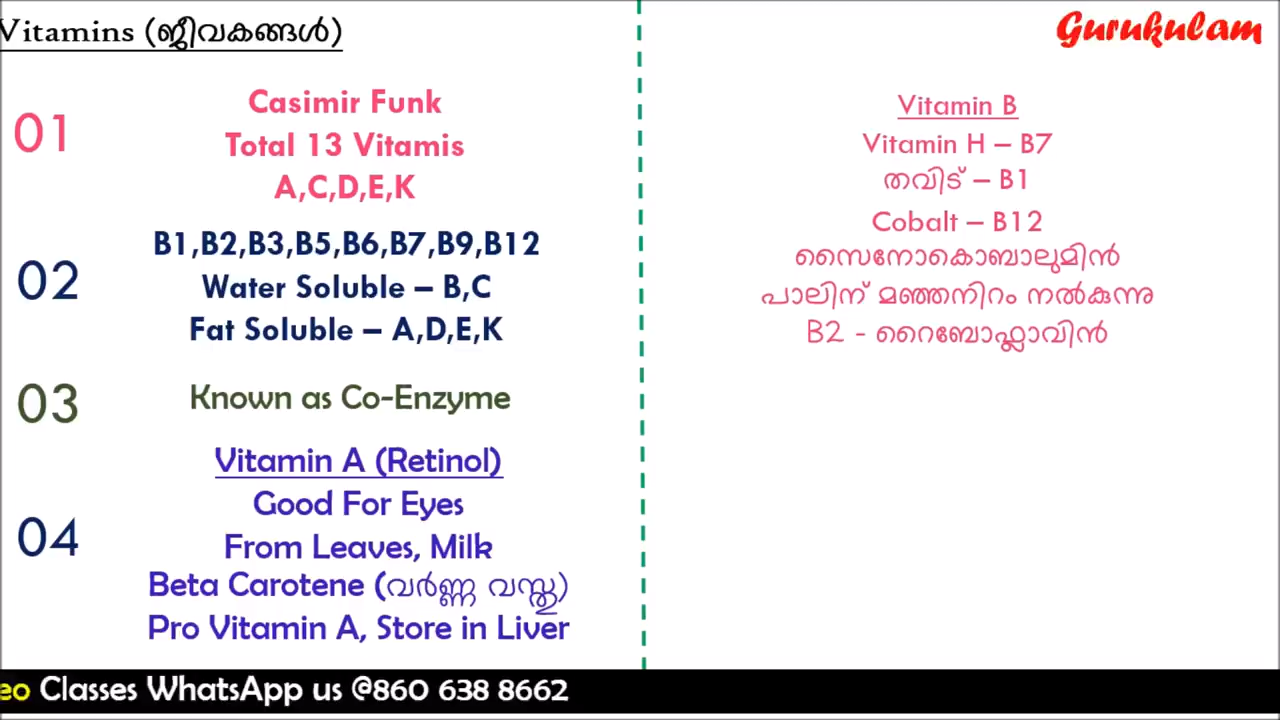 Vitamins (ജീവകങ്ങൾ)
Gurukulam
01
Casimir Funk
Total 13 Vitamis
A,C,D,E,K
02
B1,B2,B3,B5,B6,B7,B9,B12
Water Soluble – B,C
Fat Soluble – A,D,E,K
03
Known as Co-Enzyme
04
Vitamin A (Retinol)
Good For Eyes
From Leaves, Milk
Beta Carotene (വർണ്ണ വസ്തു)
Pro Vitamin A, Store in Liver
Vitamin B
Vitamin H – B7
തവിട് – B1
Cobalt – B12
സൈനോകൊബാലുമിൻ
പാലിന് മഞ്ഞനിറം നൽകുന്നു
B2 - റൈബോഫ്ലാവിൻ
eo Classes WhatsApp us @860 638 8662